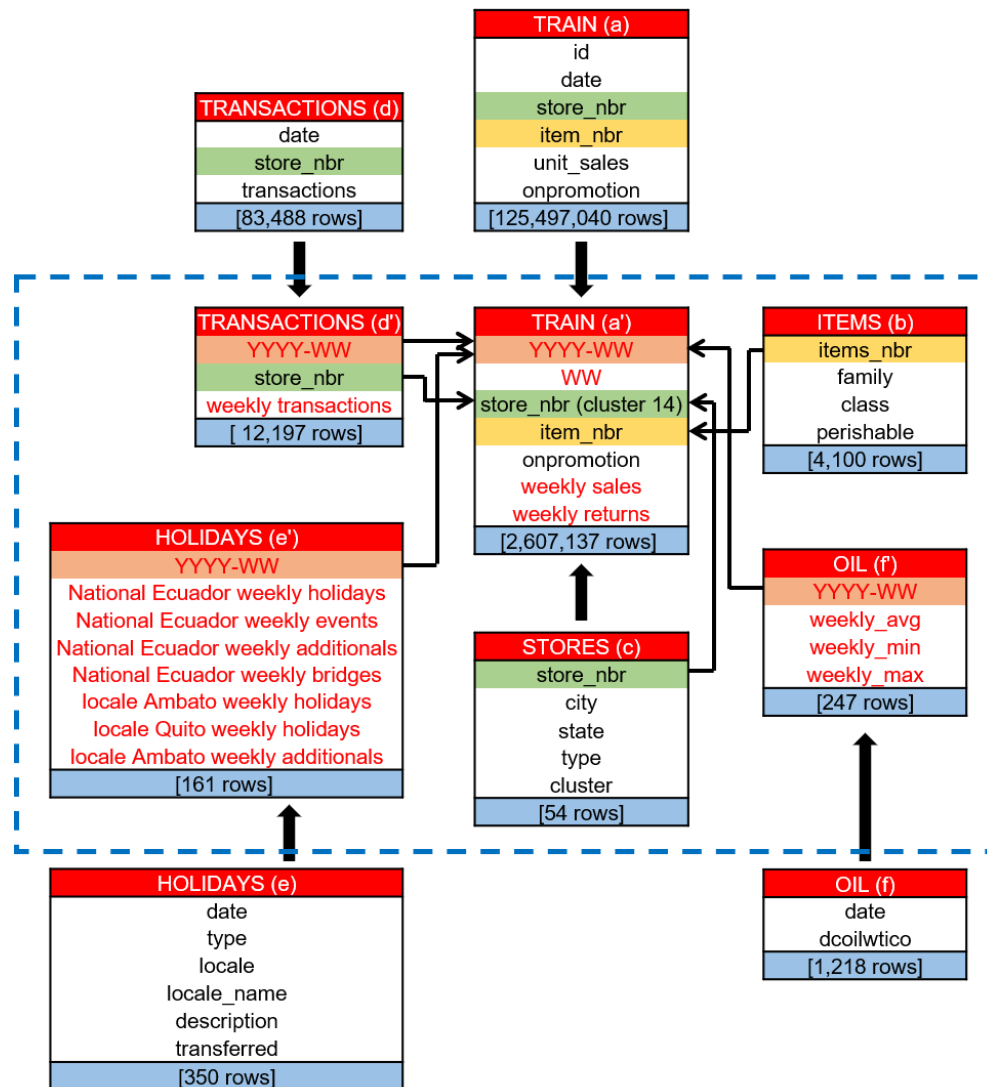 TRAIN (a)
id
date
store_nbr
item_nbr
unit_sales
onpromotion
[125,497,040 rows]
TRANSACTIONS (d)
date
store_nbr
transactions
[83,488 rows]
TRANSACTIONS (d')
YYYY-WW
store_nbr
weekly transactions
[ 12,197 rows]
TRAIN (a')
YYYY-WW
WW
store_nbr (cluster 14)
item_nbr
onpromotion
weekly sales
weekly returns
[2,607,137 rows]
ITEMS (b)
items_nbr
family
class
perishable
[4,100 rows]
HOLIDAYS (e')
YYYY-WW
National Ecuador weekly holidays
National Ecuador weekly events
National Ecuador weekly additionals
National Ecuador weekly bridges
locale Ambato weekly holidays
locale Quito weekly holidays
locale Ambato weekly additionals
[161 rows]
STORES (c)
store_nbr
city
state
type
cluster
[54 rows]
OIL (f')
YYYY-WW
weekly_avg
weekly_min
weekly_max
[247 rows]
HOLIDAYS (e)
date
type
locale
locale_name
description
transferred
[350 rows]
OIL (f)
date
dcoilwtico
[1,218 rows]